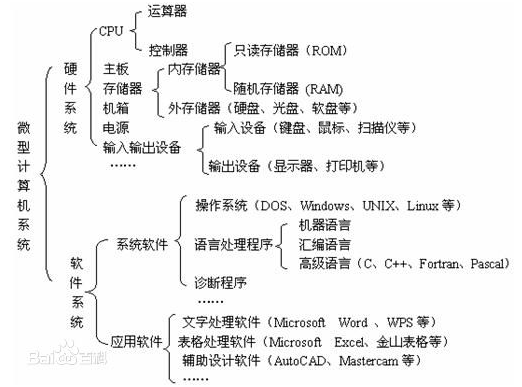 微型计算机系统
硬件系统
CPU
运算器
控制器
主板
存储器
内存储器
只读存储器（ROM）
随机存储器 (RAM)
外存储器（硬盘、光盘、软盘等）
机箱
电源
输入输出设备
输入设备（键盘、鼠标、扫描仪等）
输出设备（显示器、打印机等）
……
软件系统
系统软件
操作系统（DOS、Windows、UNIX、Linux 等）
语言处理程序
机器语言
汇编语言
高级语言（C、C++、Fortran、Pascal）
诊断程序
……
应用软件
文字处理软件（Microsoft Word 、WPS 等）
表格处理软件（Microsoft Excel、金山表格等）
辅助设计软件（AutoCAD、Mastercam 等）
……
Bai百科